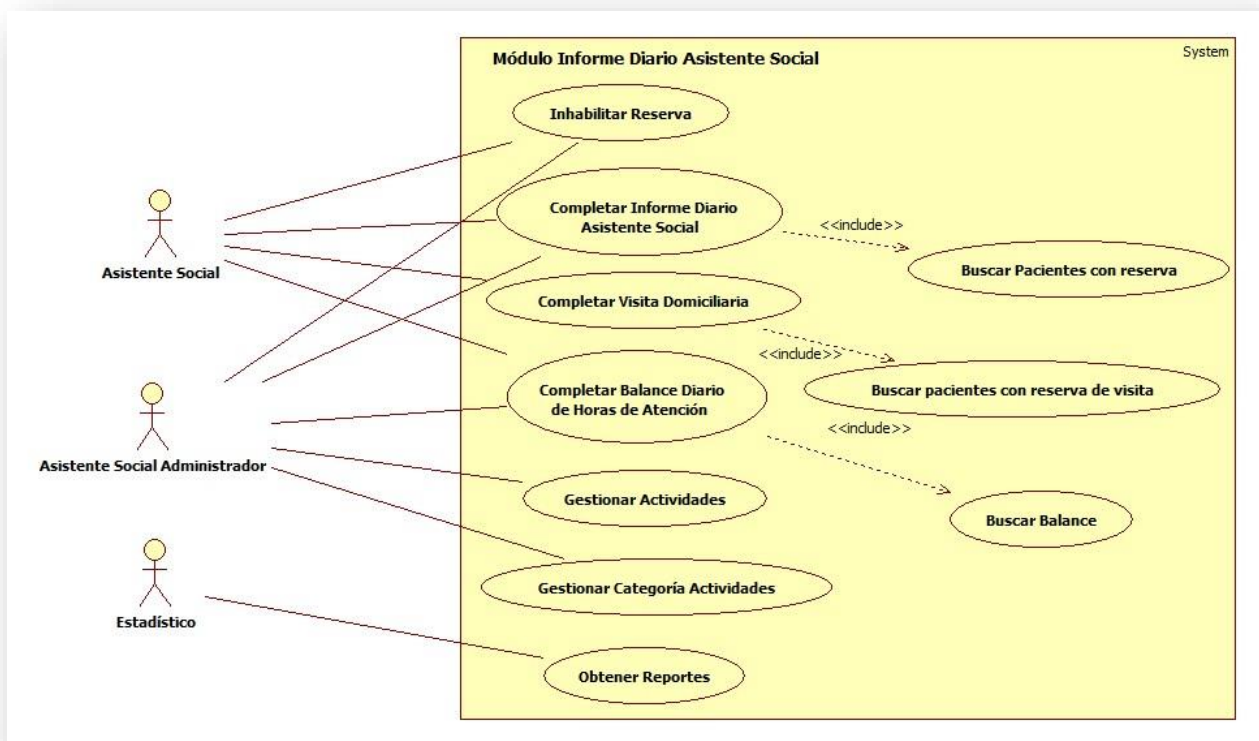 System
Módulo Informe Diario Asistente Social
Inhabilitar Reserva
Completar Informe Diario
Asistente Social
<<include>>
Asistente Social
Buscar Pacientes con reserva
Completar Visita Domiciliaria
<<include>>
Completar Balance Diario
de Horas de Atención
Buscar pacientes con reserva de visita
<<include>>
Asistente Social Administrador
Gestionar Actividades
Buscar Balance
Gestionar Categoría Actividades
Estadístico
Obtener Reportes